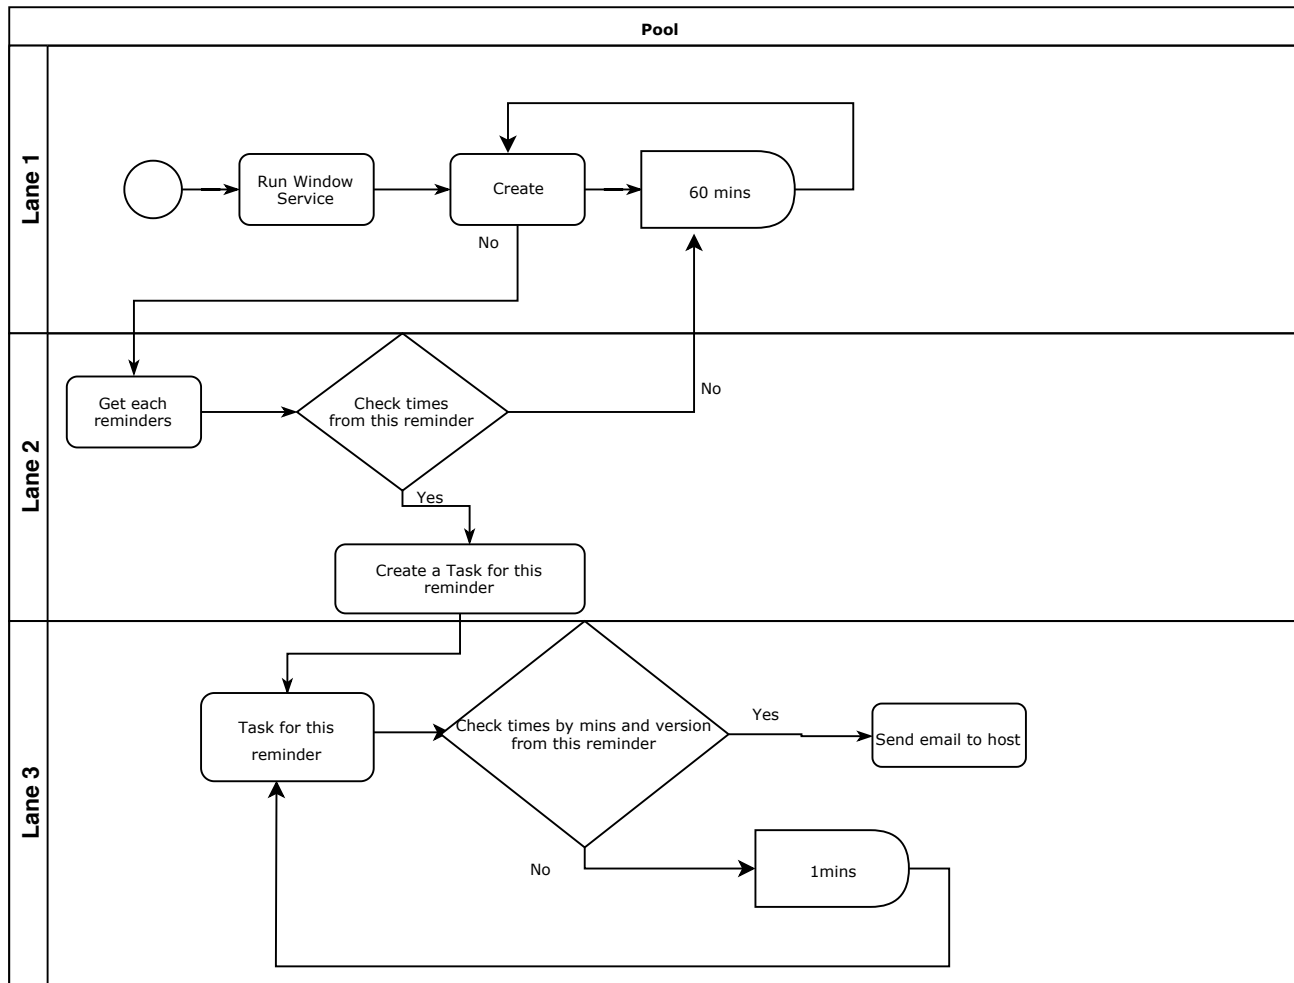 Pool
Lane 1
Run Window
Service
Create
60 mins
No
Lane 2
Get each
reminders
Check times
from this reminder
No
Yes
Create a Task for this
reminder
Lane 3
Task for this
reminder
Check times by mins and version
from this reminder
Yes
Send email to host
No
1mins